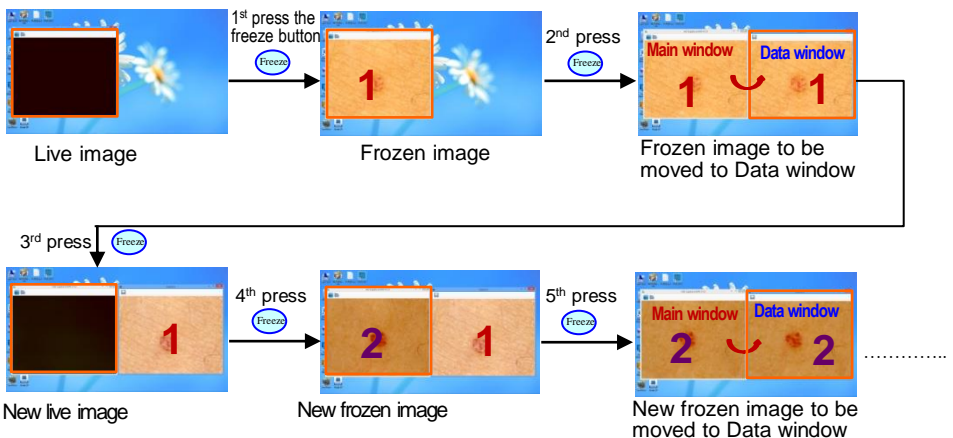 1st press the
freeze button
Freeze
2nd press
Freeze
Main window
Data window
1
1
1
Live image
Frozen image
Frozen image to be
moved to Data window
3rd press
Freeze
4th press
Freeze
5th press
Freeze
Main window
Data window
1
2
1
2
2
…………..
New live image
New frozen image
New frozen image to be
moved to Data window